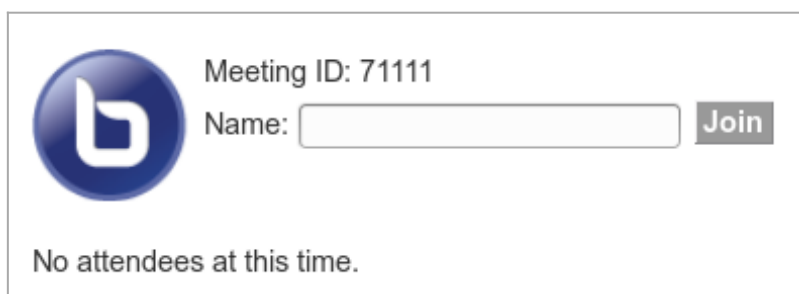 Meeting ID: 71111
Name: Join
No attendees at this time.